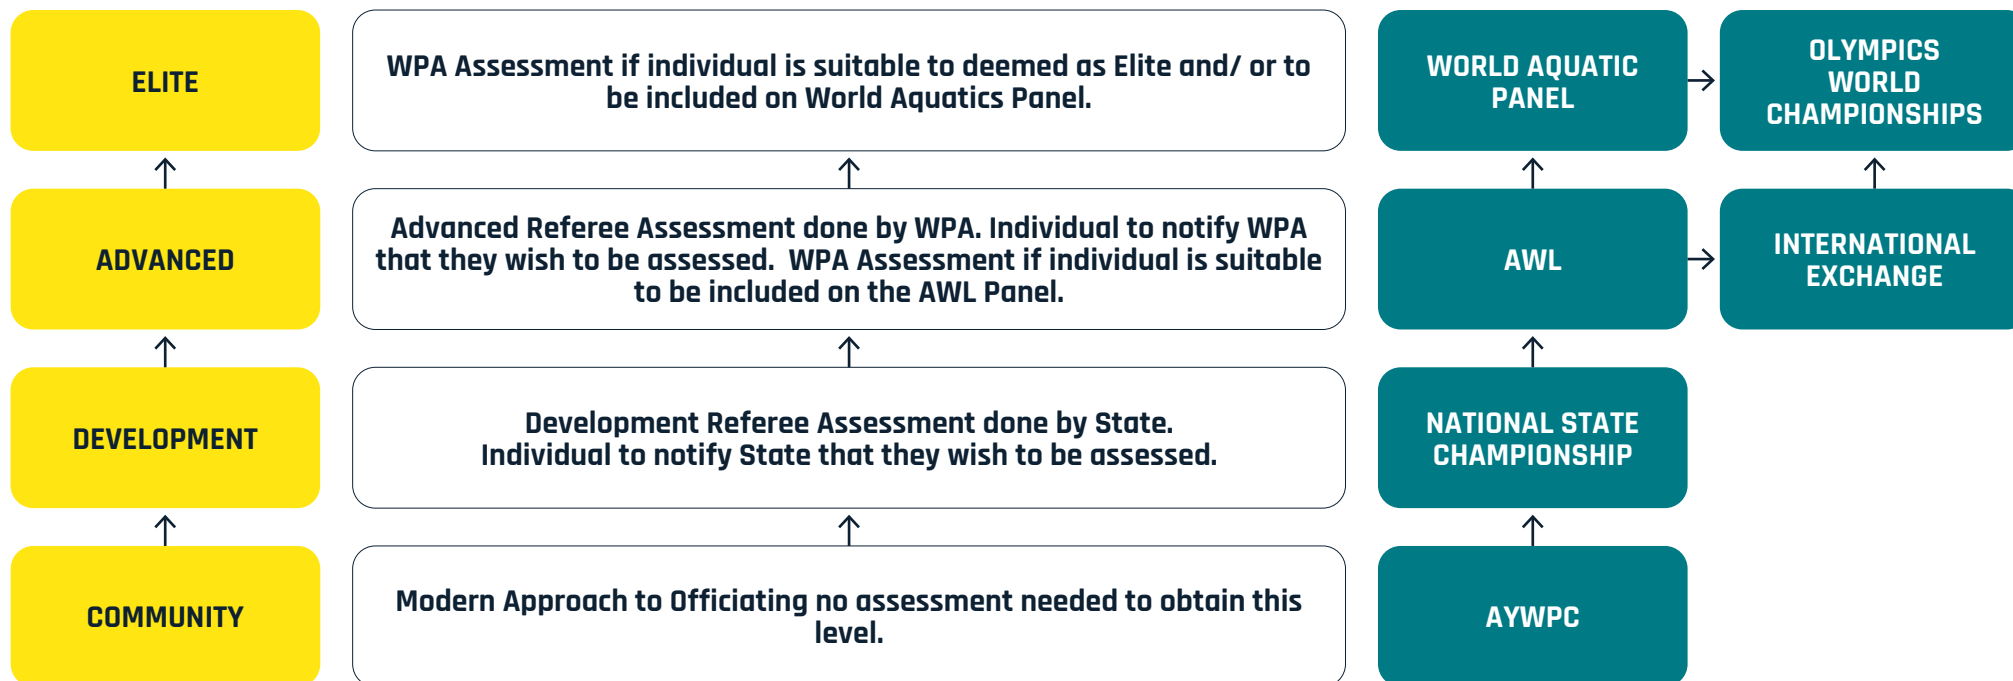 ELITE
WPA Assessment if individual is suitable to deemed as Elite and/ or to
be included on World Aquatics Panel.
WORLD AQUATIC
PANEL
OLYMPICS
WORLD
CHAMPIONSHIPS
ADVANCED
Advanced Referee Assessment done by WPA. Individual to notify WPA
that they wish to be assessed. WPA Assessment if individual is suitable
to be included on the AWL Panel.
AWL
INTERNATIONAL
EXCHANGE
DEVELOPMENT
Development Referee Assessment done by State.
Individual to notify State that they wish to be assessed.
NATIONAL STATE
CHAMPIONSHIP
COMMUNITY
Modern Approach to Officiating no assessment needed to obtain this
level.
AYWPC